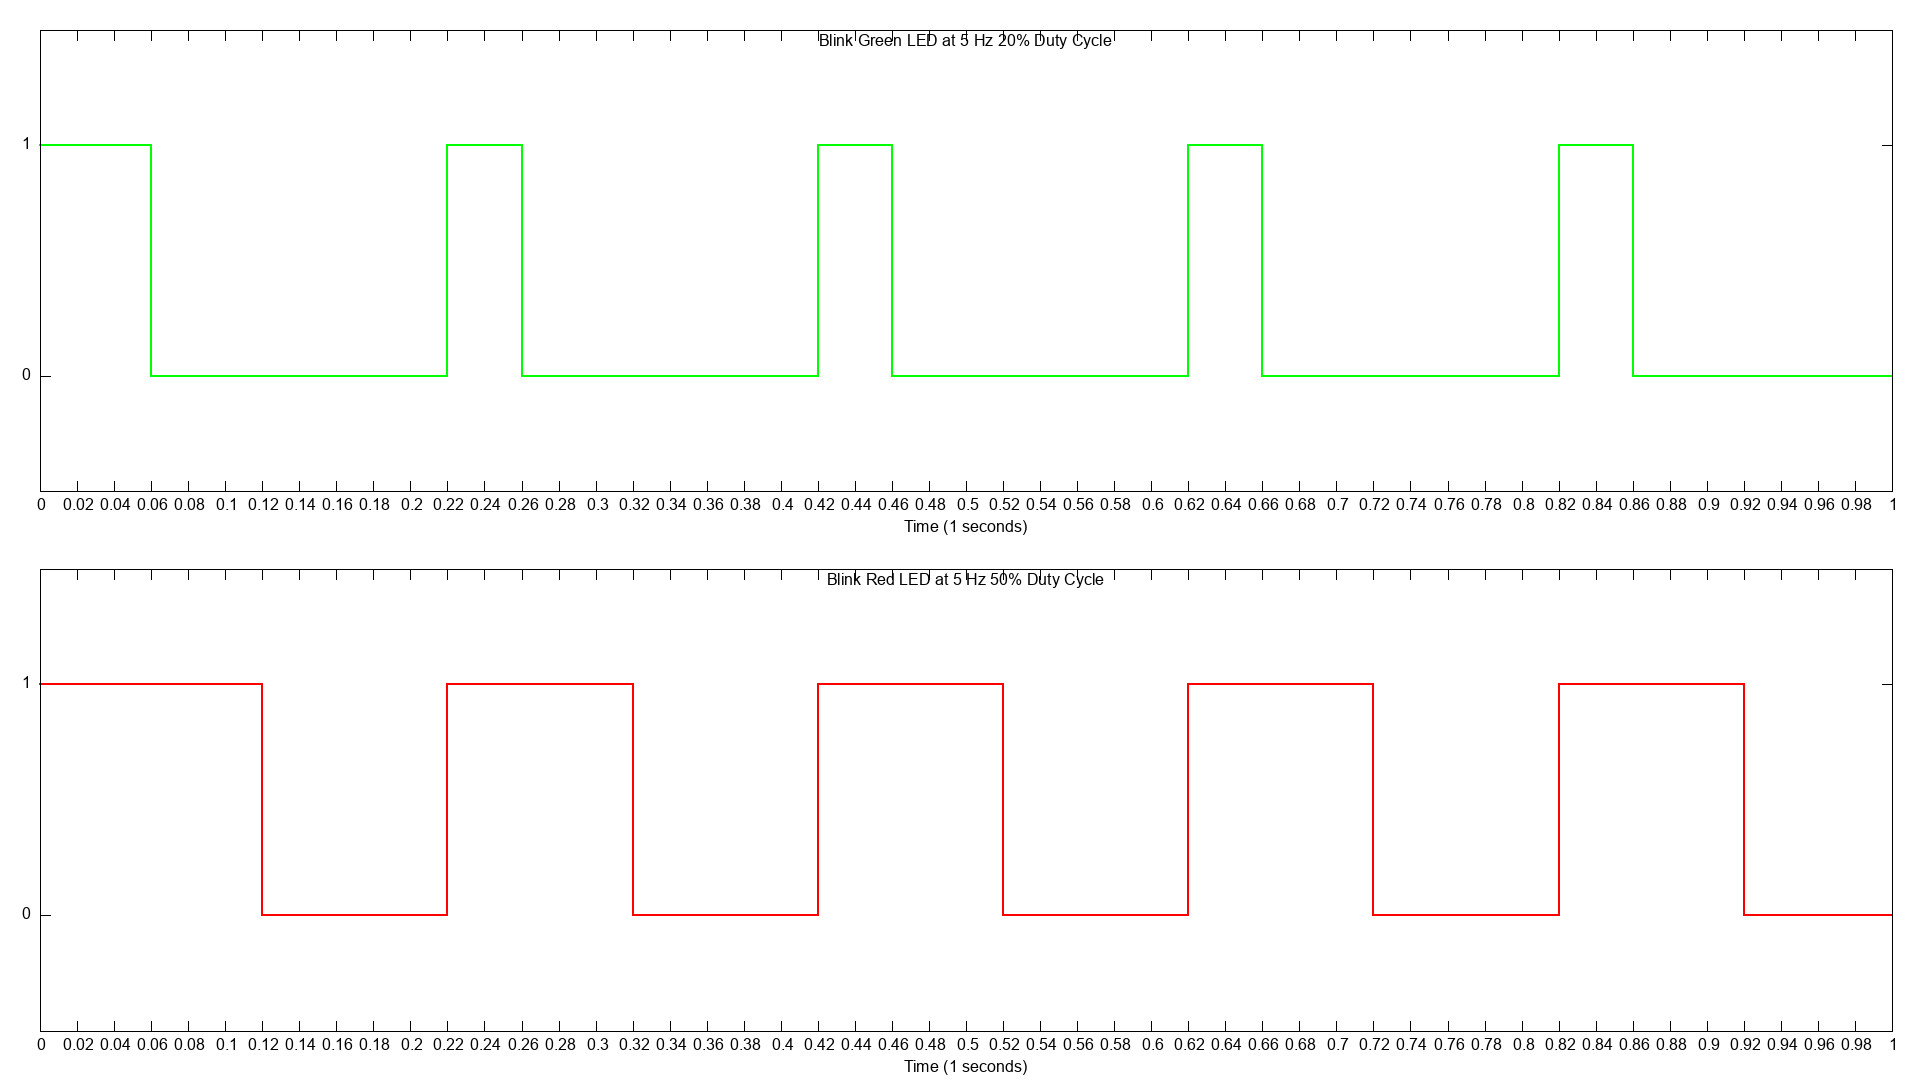 Blink Green LED at 5 Hz 20% Duty Cycle
1
0
0 0.02 0.04 0.06 0.08 0.1 0.12 0.14 0.16 0.18 0.2 0.22 0.24 0.26 0.28 0.3 0.32 0.34 0.36 0.38 0.4 0.42 0.44 0.46 0.48 0.5 0.52 0.54 0.56 0.58 0.6 0.62 0.64 0.66 0.68 0.7 0.72 0.74 0.76 0.78 0.8 0.82 0.84 0.86 0.88 0.9 0.92 0.94 0.96 0.98 1
Time (1 seconds)
Blink Red LED at 5 Hz 50% Duty Cycle
1
0
0 0.02 0.04 0.06 0.08 0.1 0.12 0.14 0.16 0.18 0.2 0.22 0.24 0.26 0.28 0.3 0.32 0.34 0.36 0.38 0.4 0.42 0.44 0.46 0.48 0.5 0.52 0.54 0.56 0.58 0.6 0.62 0.64 0.66 0.68 0.7 0.72 0.74 0.76 0.78 0.8 0.82 0.84 0.86 0.88 0.9 0.92 0.94 0.96 0.98 1
Time (1 seconds)